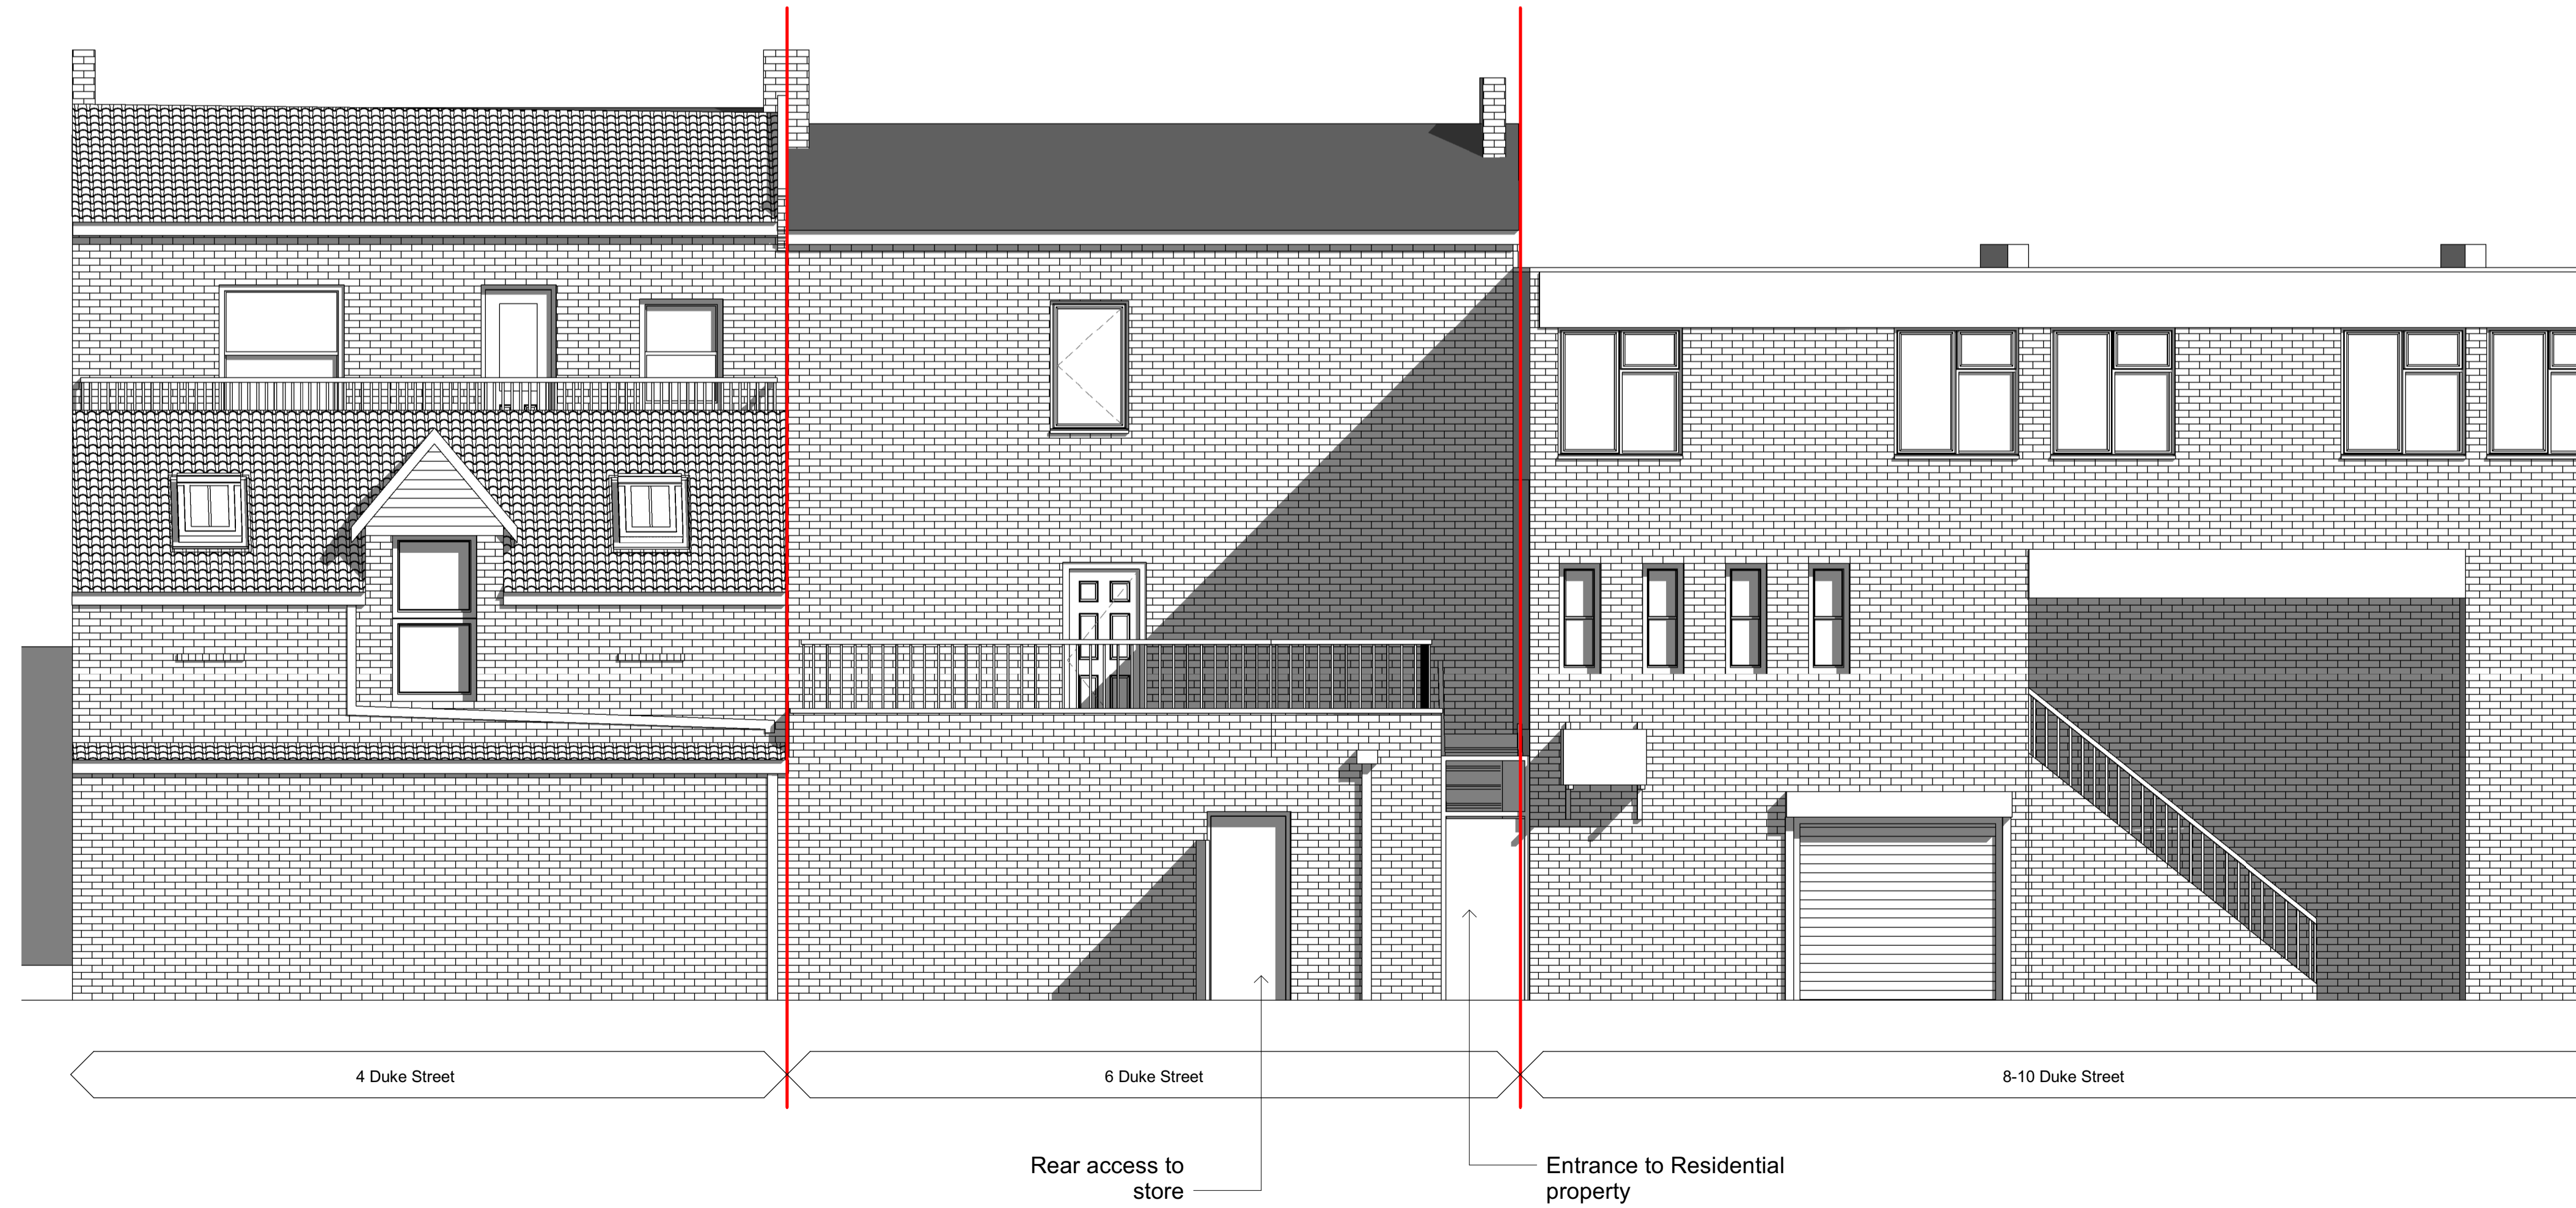 4 Duke Street
6 Duke Street
8-10 Duke Street
Rear access to
store
Entrance to Residential
property